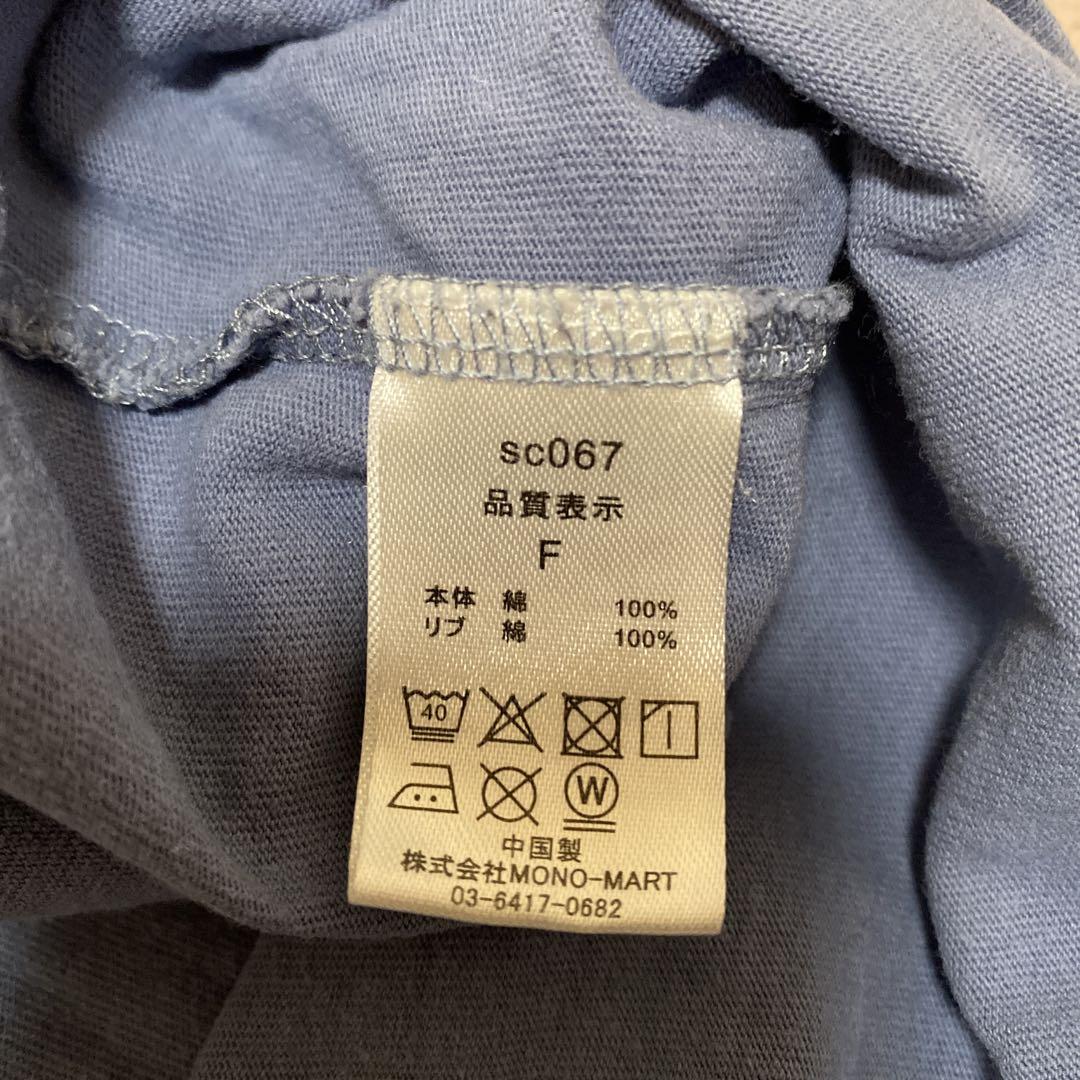 sc067
品質表示
F
本体 綿 100%
リブ 綿 100%
40
W
中国製
株式会社MONO-MART
03-6417-0682